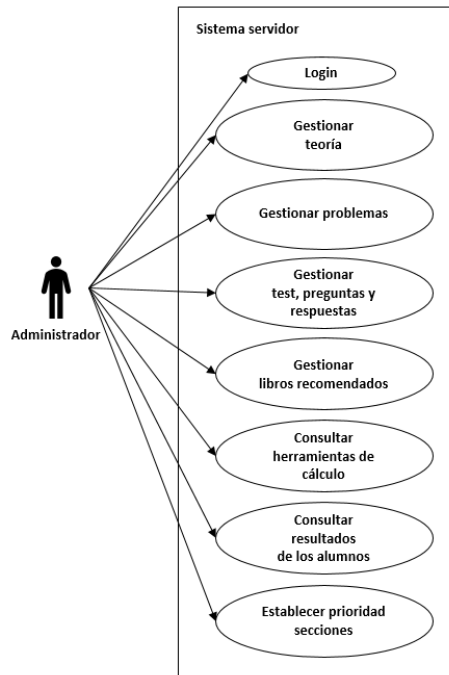 Sistema servidor
Login
Gestionar
teoría
Gestionar problemas
Gestionar
test, preguntas y
respuestas
Administrador
Gestionar
libros recomendados
Consultar
herramientas de
cálculo
Consultar
resultados
de los alumnos
Establecer prioridad
secciones